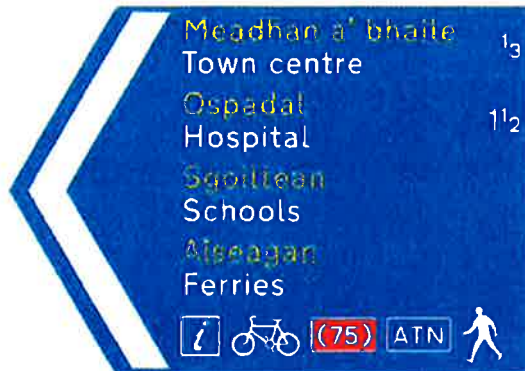 Meadhan a' bhaile 1 3
Town centre
Ospadal 1 1 2
Hospital
Sgoiltean
Schools
Aiseagan
Ferries
i (75) ATN